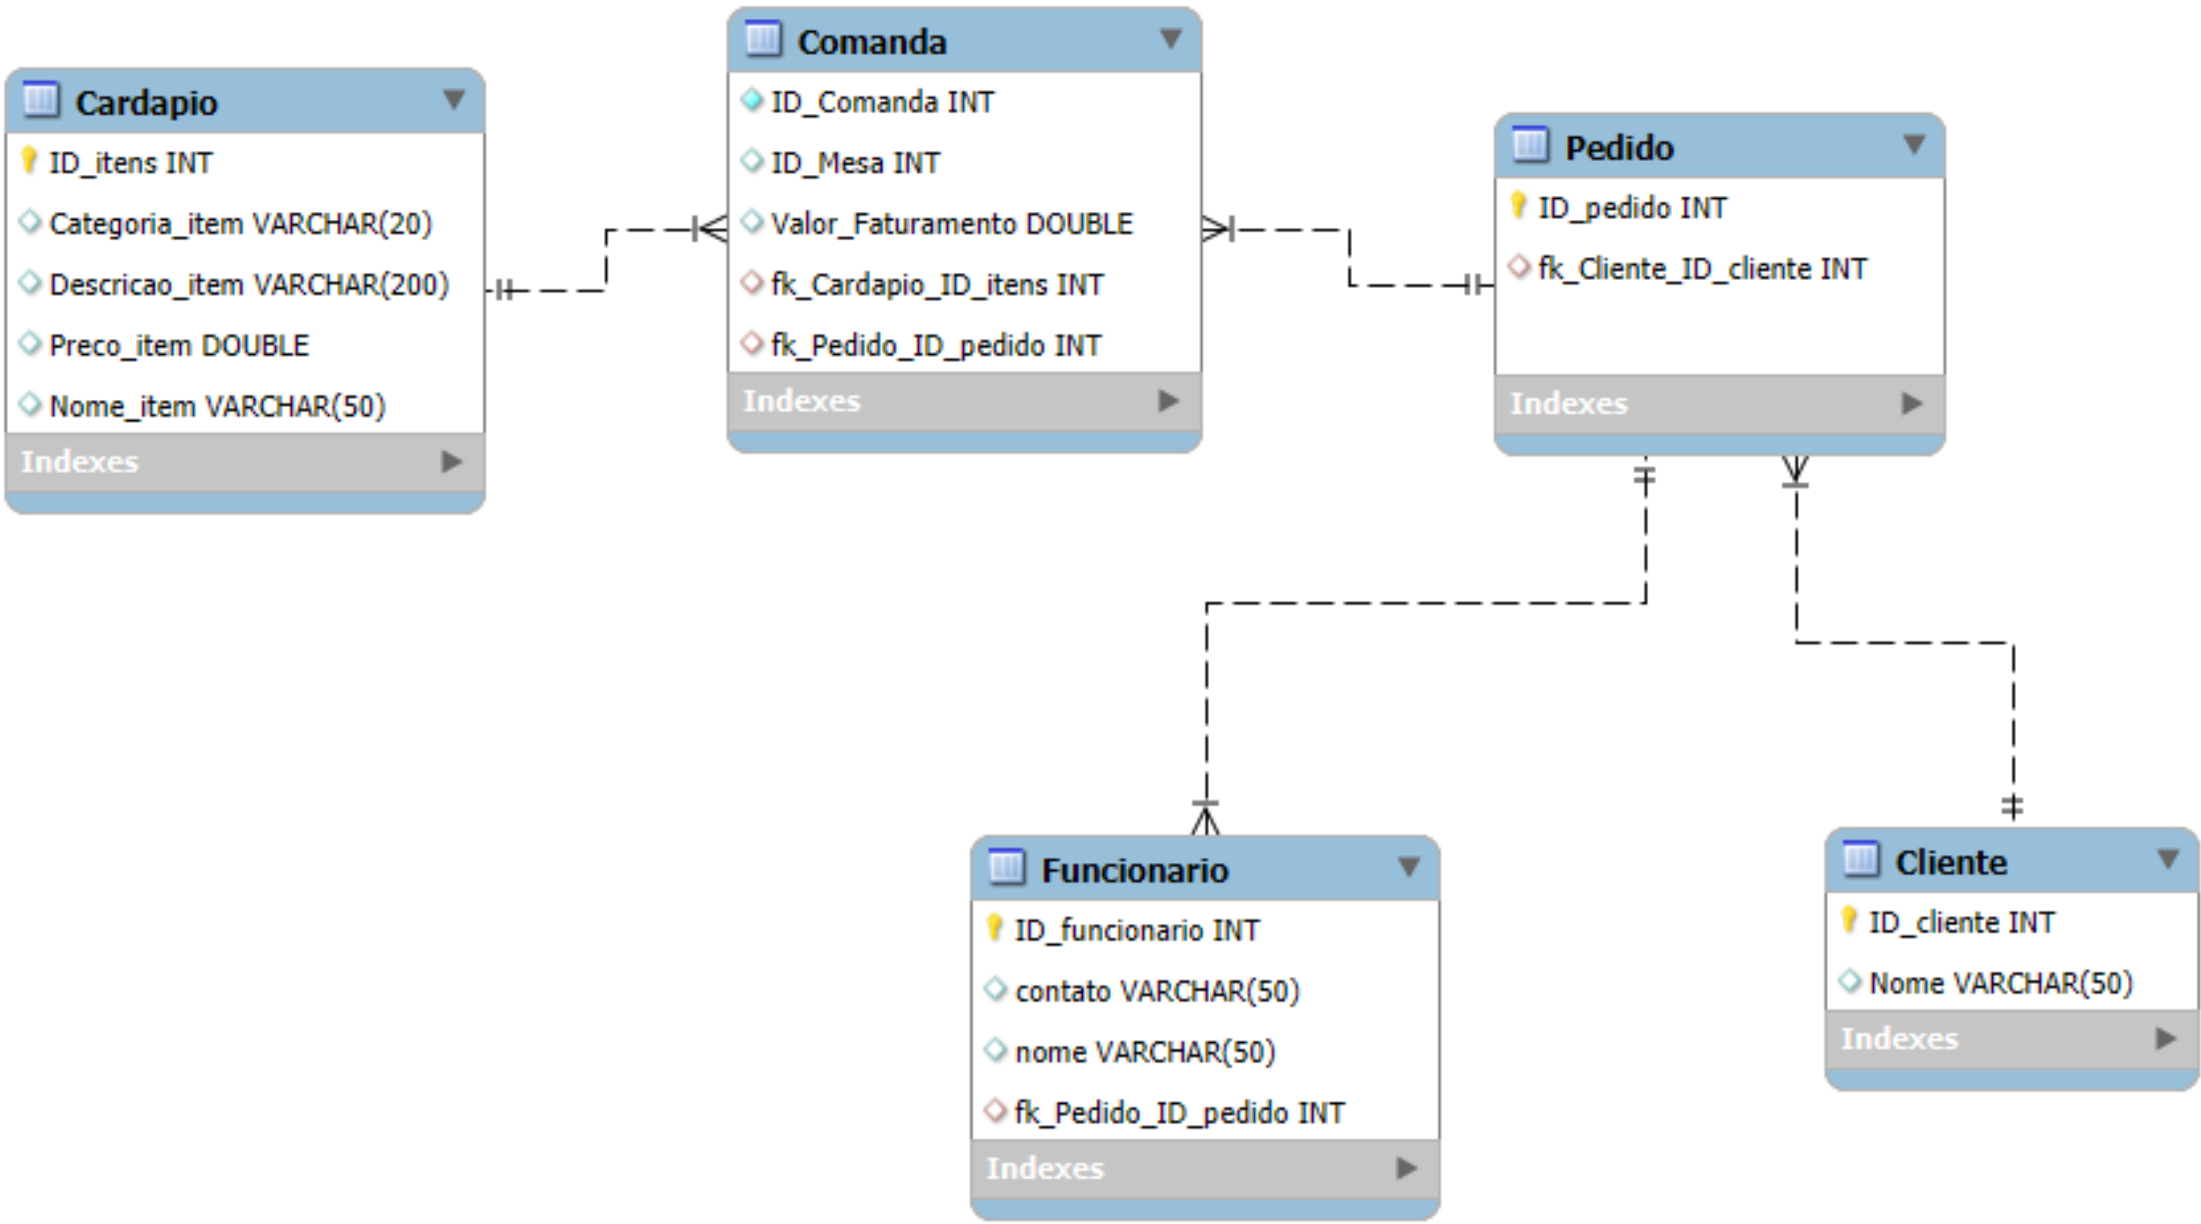 Cardapio
ID_itens INT
Categoria_item VARCHAR(20)
Descricao_item VARCHAR(200)
Preco_item DOUBLE
Nome_item VARCHAR(50)
Indexes
Comanda
ID_Comanda INT
ID_Mesa INT
Valor_Faturamento DOUBLE
fk_Cardapio_ID_itens INT
fk_Pedido_ID_pedido INT
Indexes
Pedido
ID_pedido INT
fk_Cliente_ID_cliente INT
Indexes
Funcionario
ID_funcionario INT
contato VARCHAR(50)
nome VARCHAR(50)
fk_Pedido_ID_pedido INT
Indexes
Cliente
ID_cliente INT
Nome VARCHAR(50)
Indexes